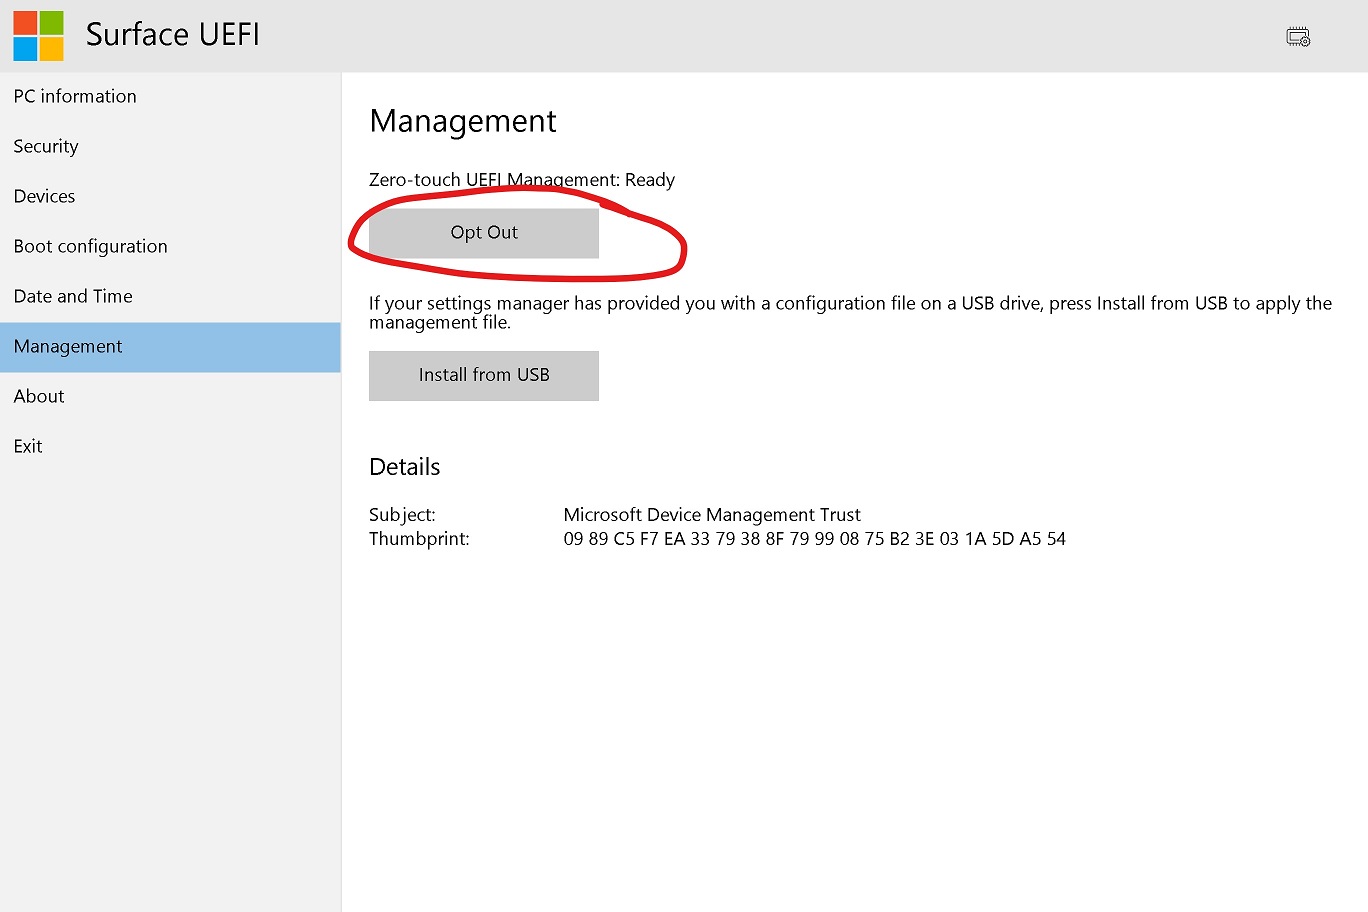 Surface UEFI
PC information
Security
Devices
Boot configuration
Date and Time
Management
About
Exit
Management
Zero-touch UEFI Management: Ready
Opt Out
If your settings manager has provided you with a configuration file on a USB drive, press Install from USB to apply the
management file.
Install from USB
Details
Subject: Microsoft Device Management Trust
Thumbprint: 09 89 C5 F7 EA 33 79 38 8F 79 99 08 75 B2 3E 03 1A 5D A5 54